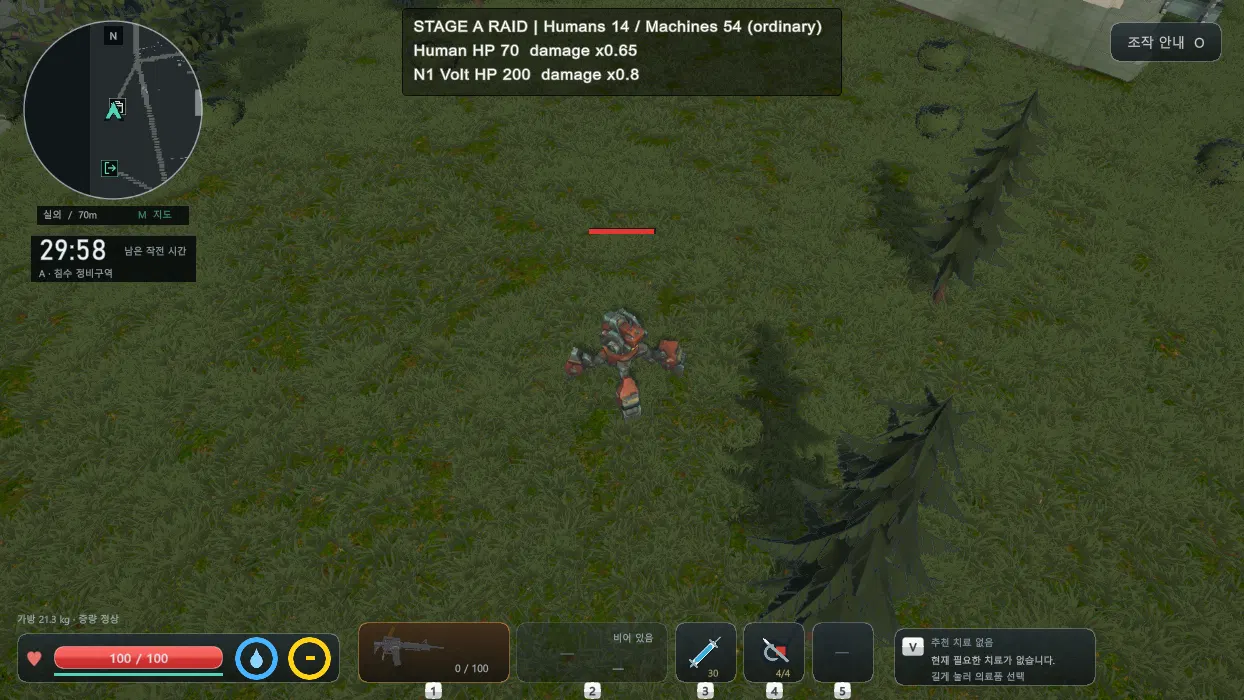 STAGE A RAID | Humans 14 / Machines 54 (ordinary)
Human HP 70 damage x0.65
N1 Volt HP 200 damage x0.8
조작 안내 O
N
실외 / 70m M 지도
29:58 남은 작전 시간
A · 침수 정비구역
가방 21.3 kg · 중량 정상
100 / 100
0 / 100
1
비어 있음
2
30
3
4/4
4
5
V
추천 치료 없음
현재 필요한 치료가 없습니다.
길게 눌러 의료품 선택